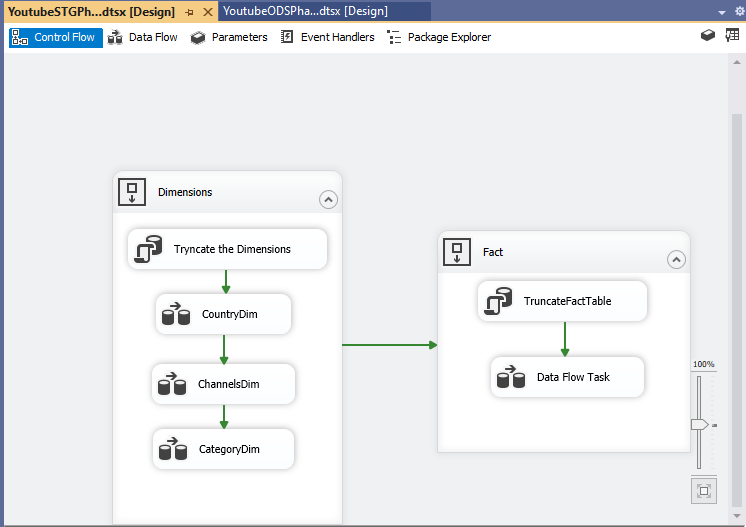 YoutubeSTGPh...dtsx [Design]
YoutubeODSPha...dtsx [Design]
Control Flow
Data Flow
Parameters
Event Handlers
Package Explorer
Dimensions
Tryncate the Dimensions
CountryDim
ChannelsDim
CategoryDim
Fact
TruncateFactTable
Data Flow Task
100%